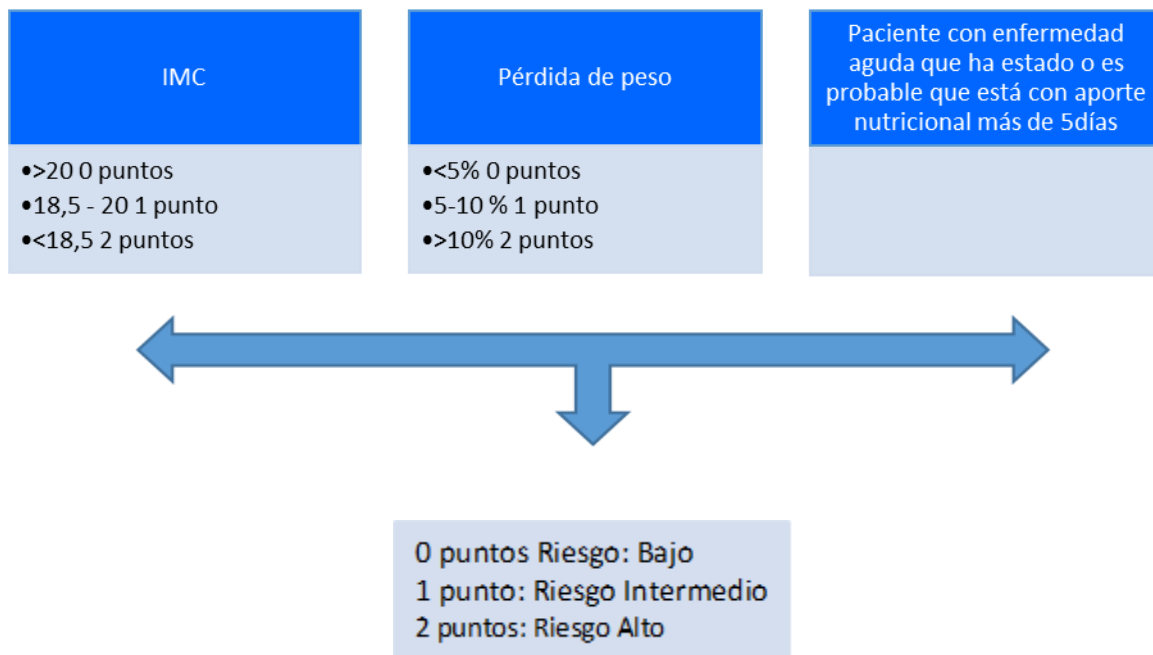 IMC
•>20 0 puntos
•18,5 - 20 1 punto
•<18,5 2 puntos
Pérdida de peso
•<5% 0 puntos
•5-10 % 1 punto
•>10% 2 puntos
Paciente con enfermedad
aguda que ha estado o es
probable que está con aporte
nutricional más de 5días
0 puntos Riesgo: Bajo
1 punto: Riesgo Intermedio
2 puntos: Riesgo Alto